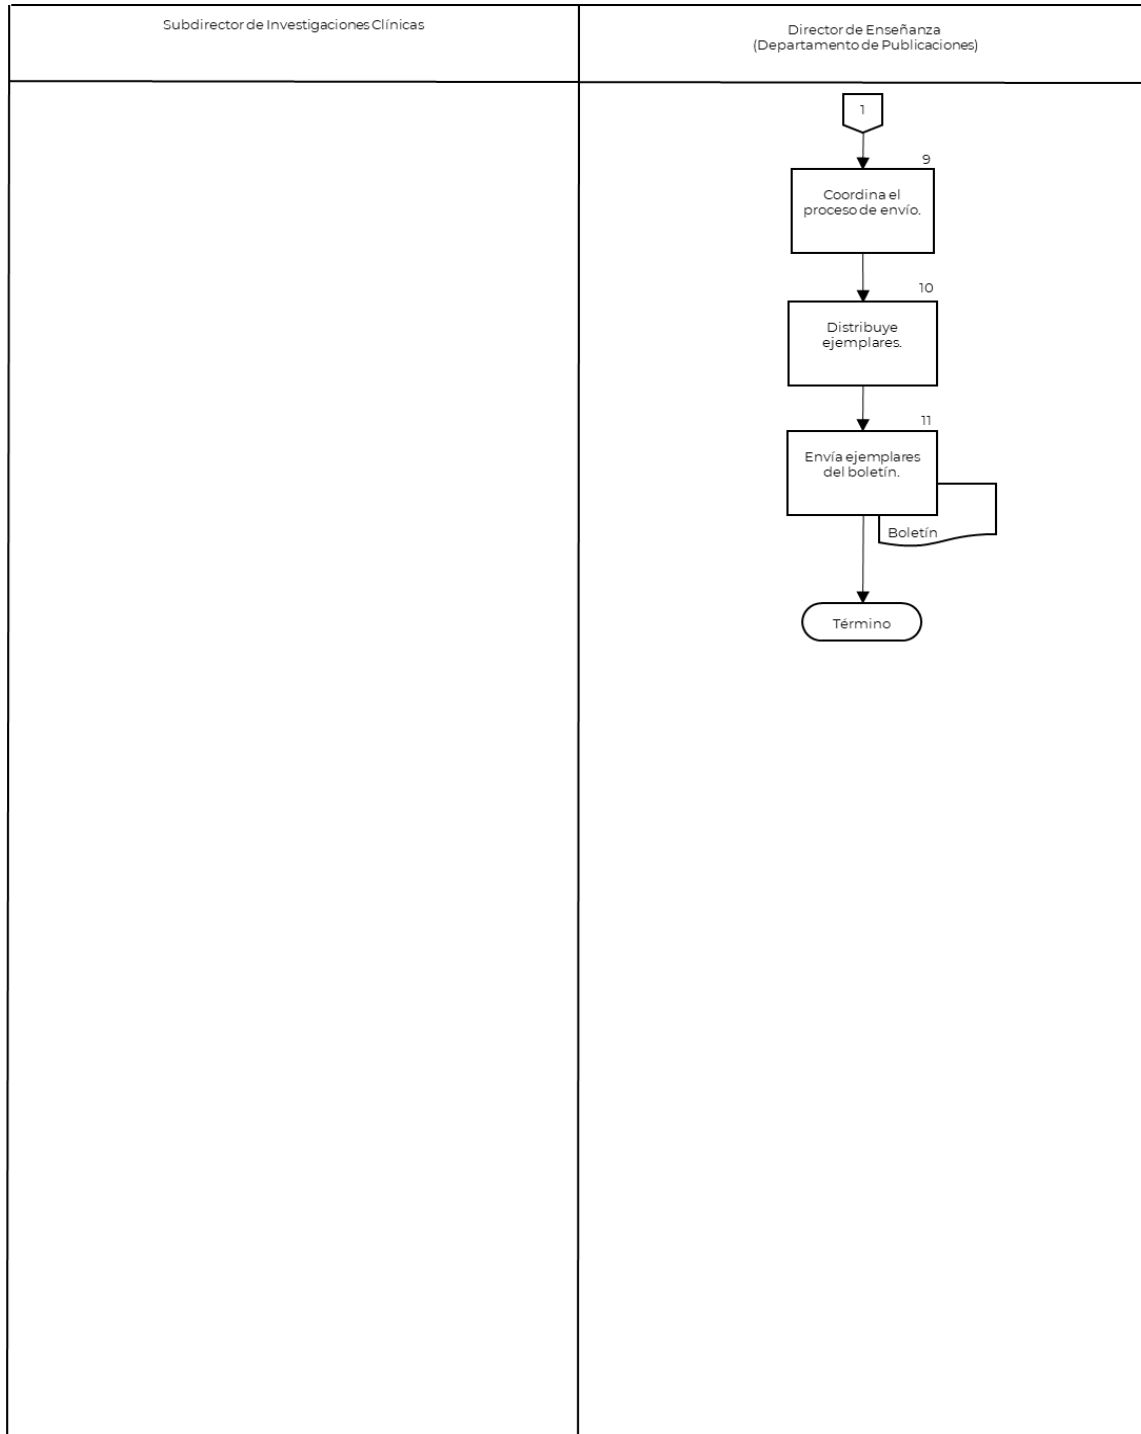 Subdirector de Investigaciones Clínicas
Director de Enseñanza
(Departamento de Publicaciones)
1
9
Coordina el
proceso de envío.
10
Distribuye
ejemplares.
11
Envía ejemplares
del boletín.
Boletín
Término